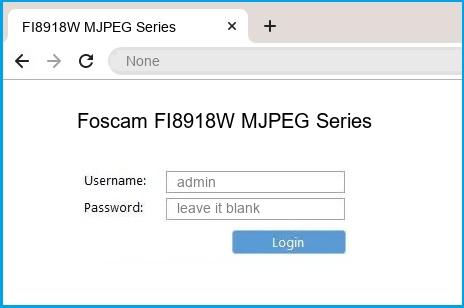 FI8918W MJPEG Series
None
Foscam FI8918W MJPEG Series
Username: admin
Password: leave it blank
Login